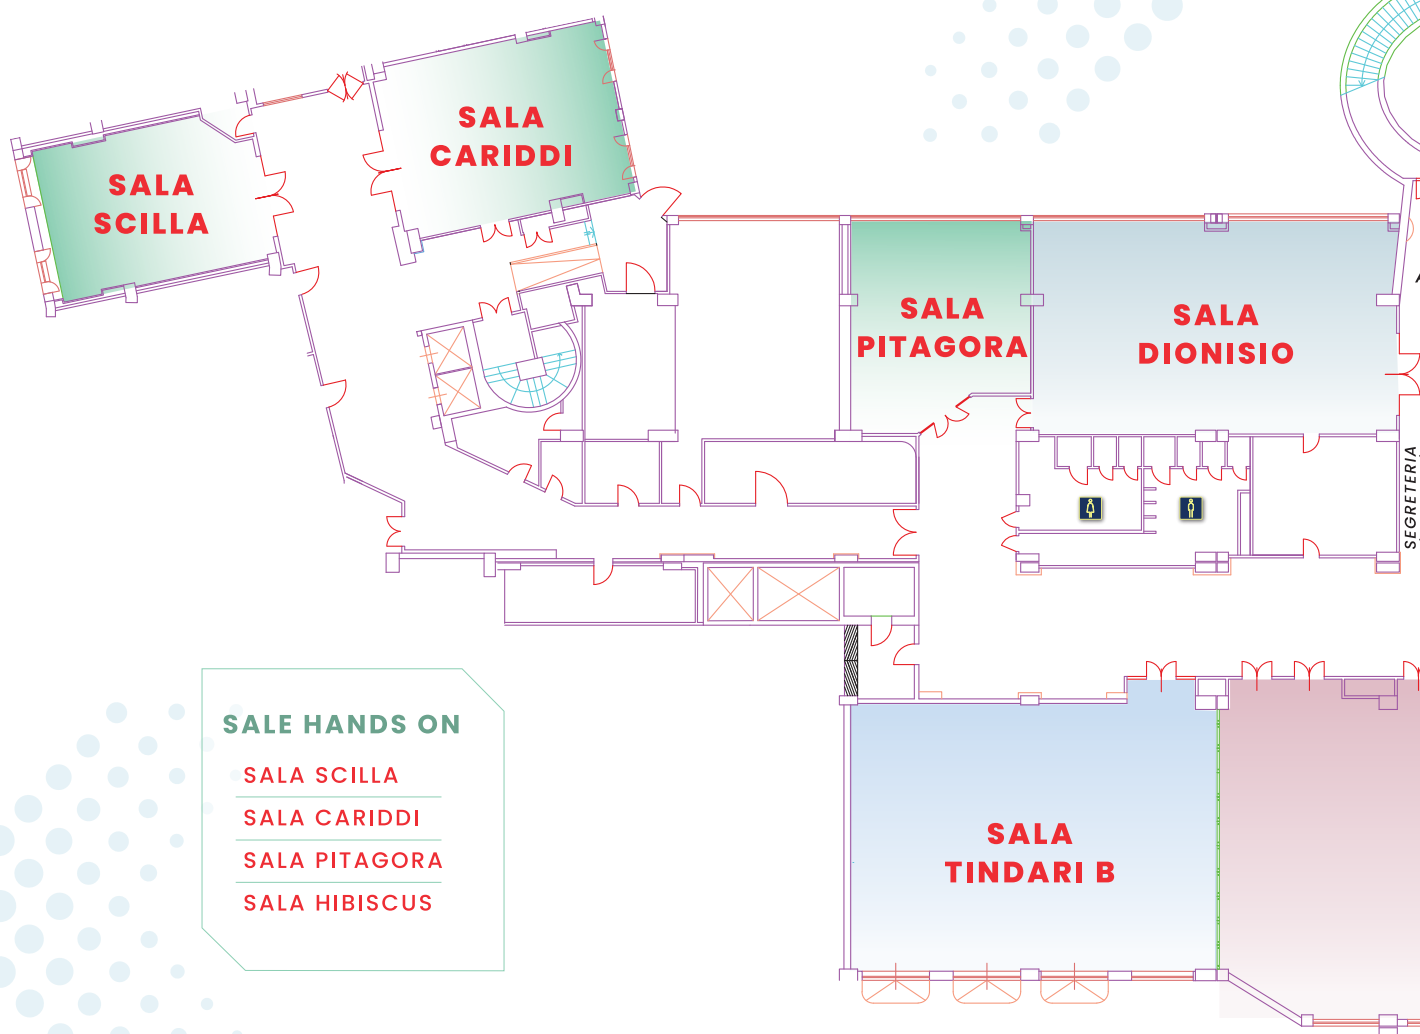 SALA
CARIDDI
SALA
SCILLA
SALA
PITAGORA
SALA
DIONISIO
SEGRETERIA
SALE HANDS ON
SALA SCILLA
SALA CARIDDI
SALA PITAGORA
SALA HIBISCUS
SALA
TINDARI B